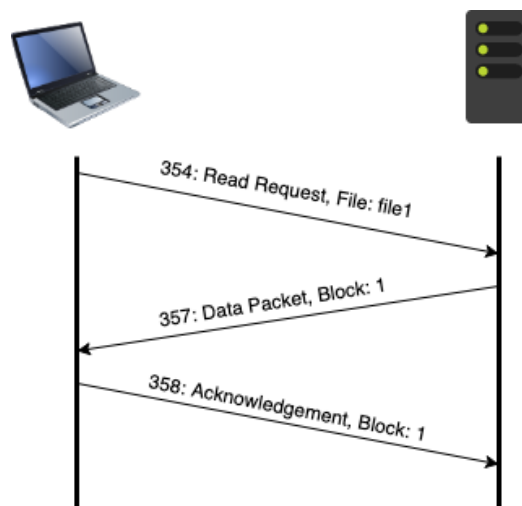 354: Read Request, File: file1
357: Data Packet, Block: 1
358: Acknowledgement, Block: 1